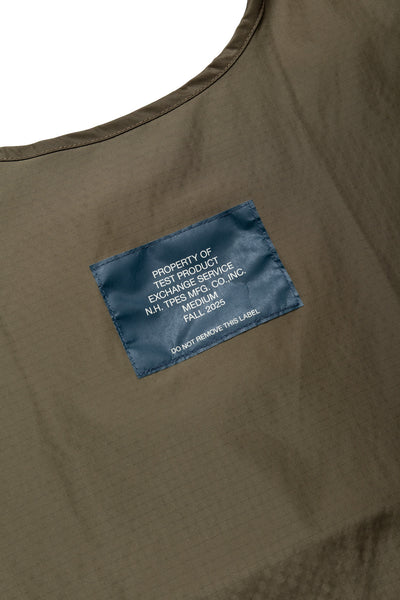 PROPERTY OF
TEST PRODUCT
EXCHANGE SERVICE
N.H. TPES MFG. CO.,INC.
MEDIUM
FALL 2025
DO NOT REMOVE THIS LABEL